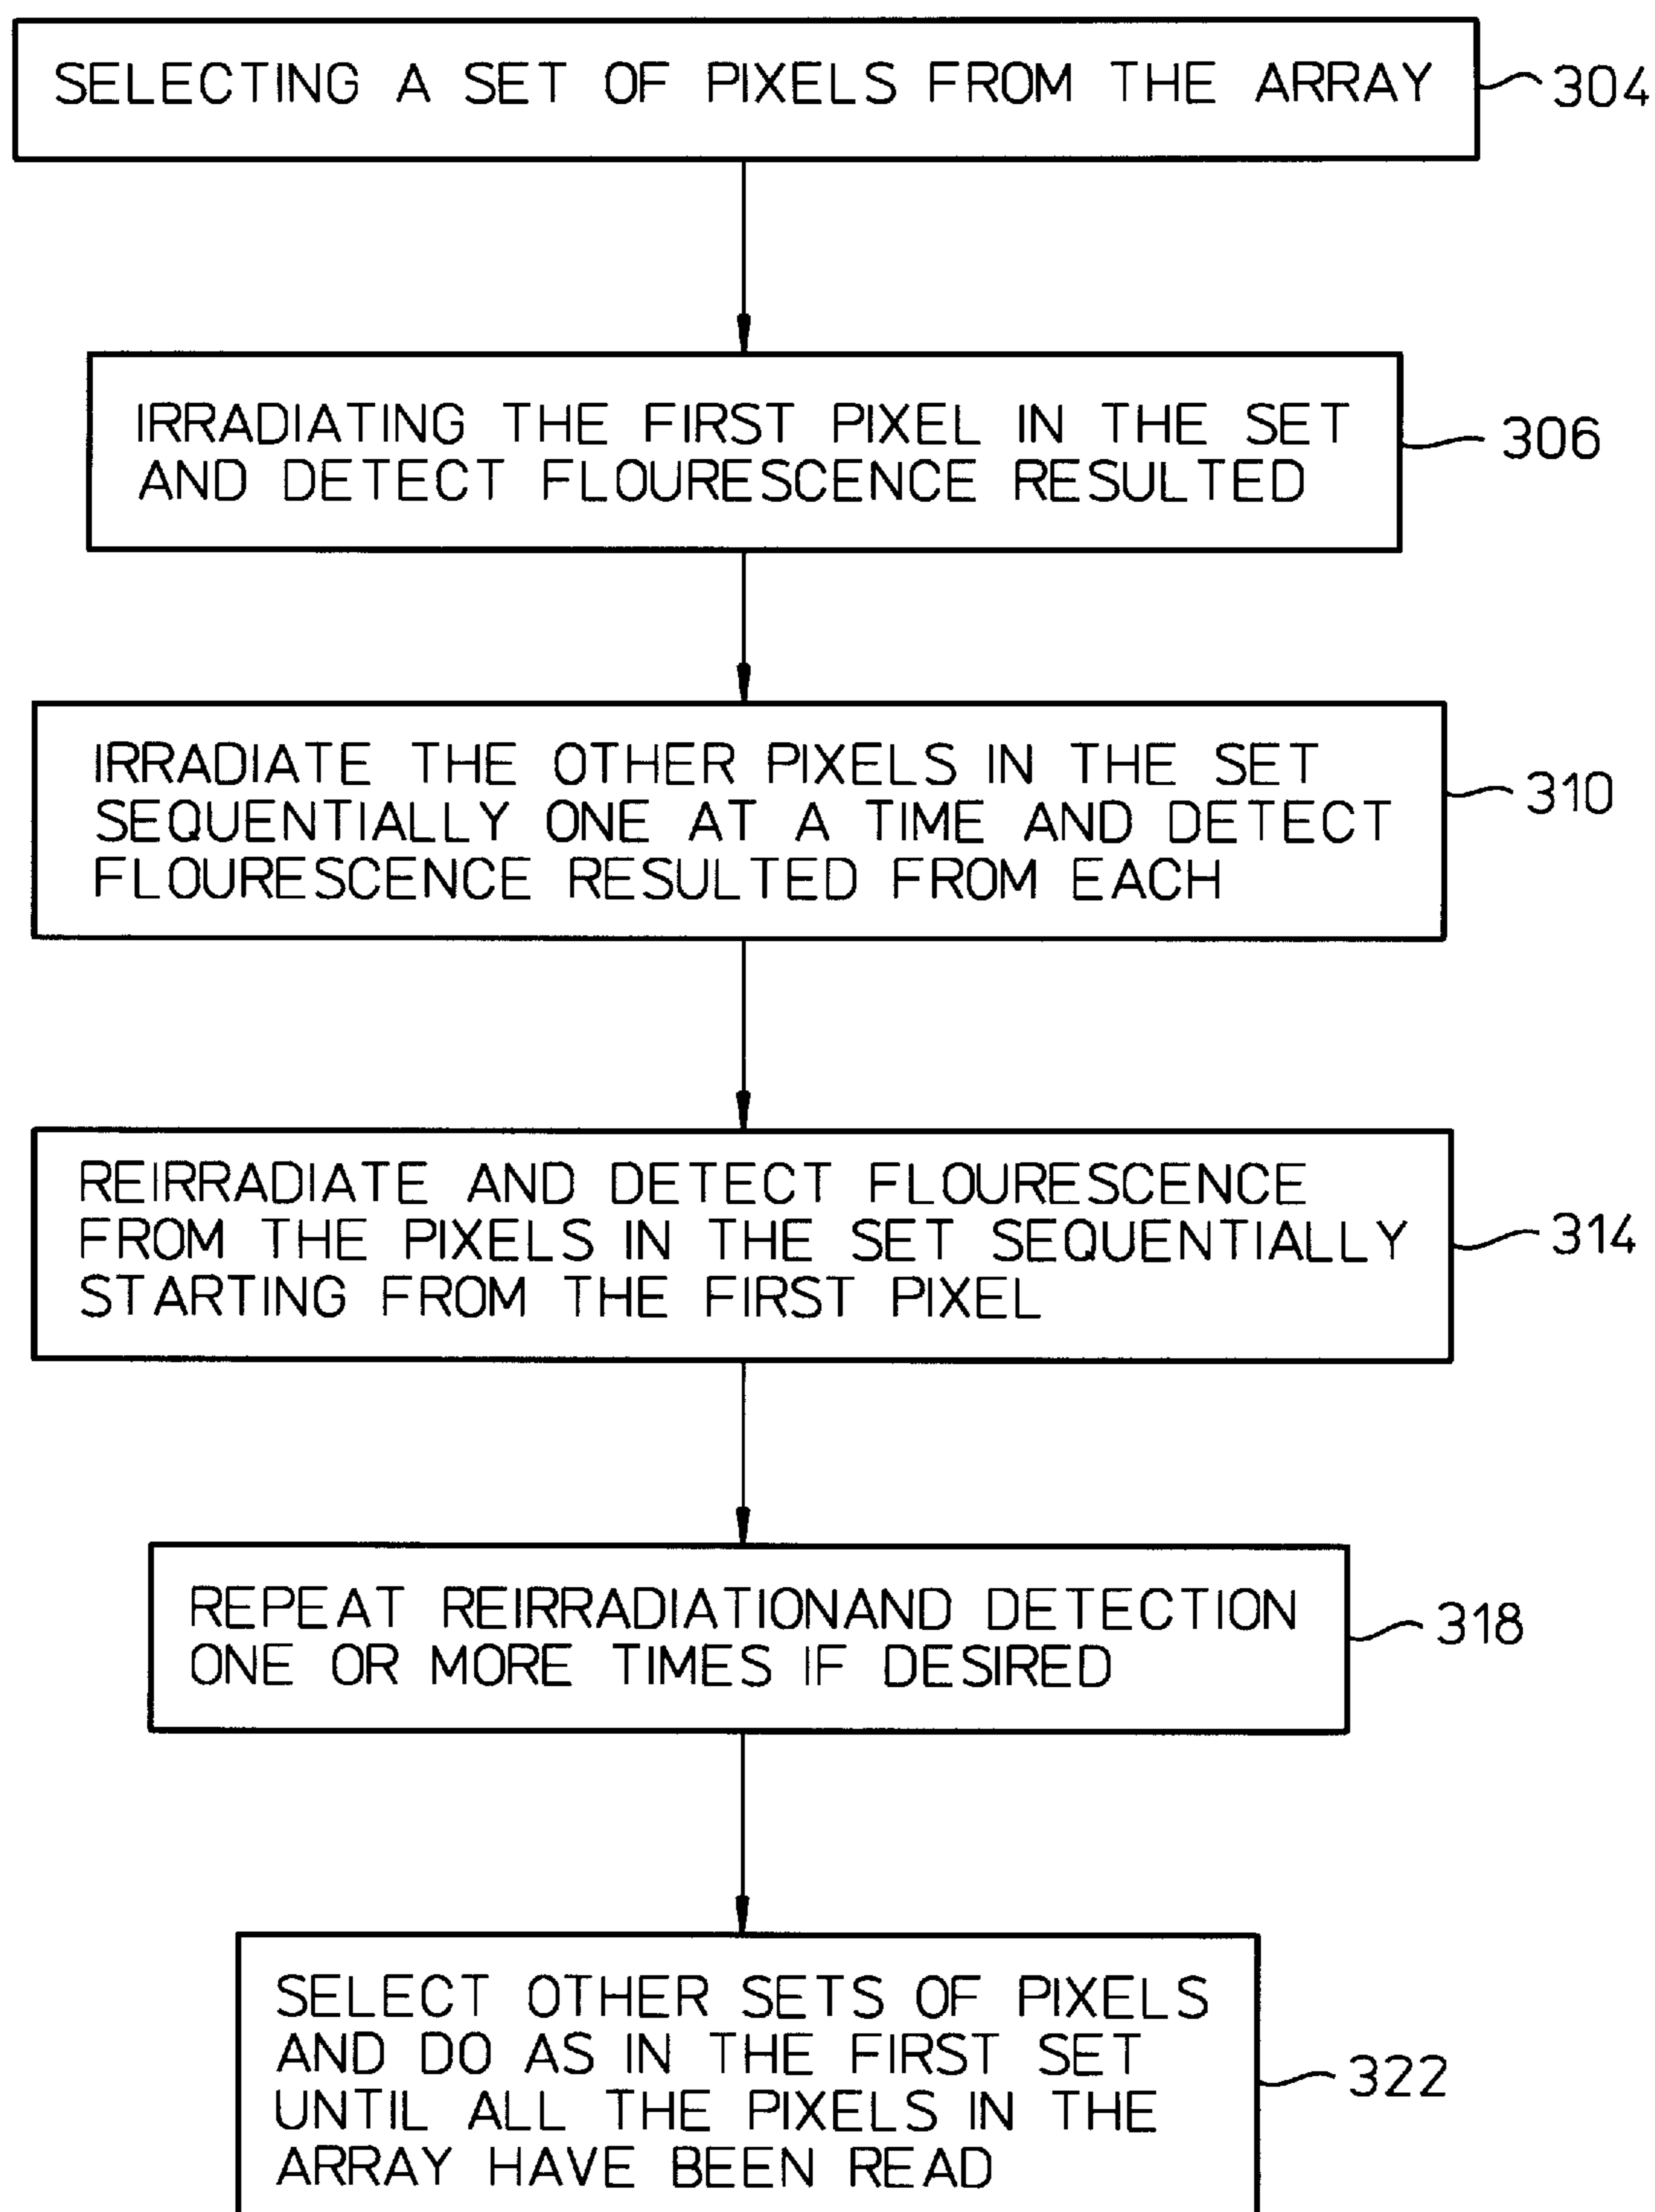 SELECTING A SET OF PIXELS FROM THE ARRAY
304
IRRADIATING THE FIRST PIXEL IN THE SET
AND DETECT FLOURESCENCE RESULTED
306
IRRADIATE THE OTHER PIXELS IN THE SET
SEQUENTIALLY ONE AT A TIME AND DETECT
FLOURESCENCE RESULTED FROM EACH
310
REIRRADIATE AND DETECT FLOURESCENCE
FROM THE PIXELS IN THE SET SEQUENTIALLY
STARTING FROM THE FIRST PIXEL
314
REPEAT REIRRADIATIONAND DETECTION
ONE OR MORE TIMES IF DESIRED
318
SELECT OTHER SETS OF PIXELS
AND DO AS IN THE FIRST SET
UNTIL ALL THE PIXELS IN THE
ARRAY HAVE BEEN READ
322